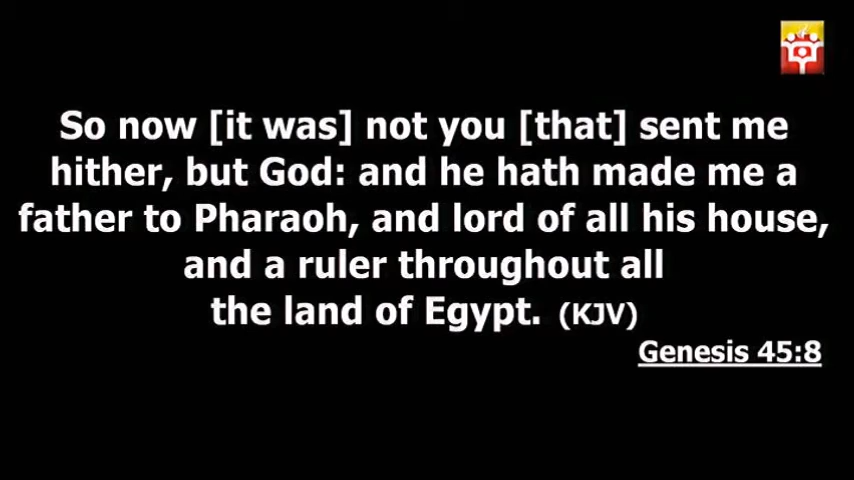 So now [it was] not you [that] sent me
hither, but God: and he hath made me a
father to Pharaoh, and lord of all his house,
and a ruler throughout all
the land of Egypt. (KJV)
Genesis 45:8